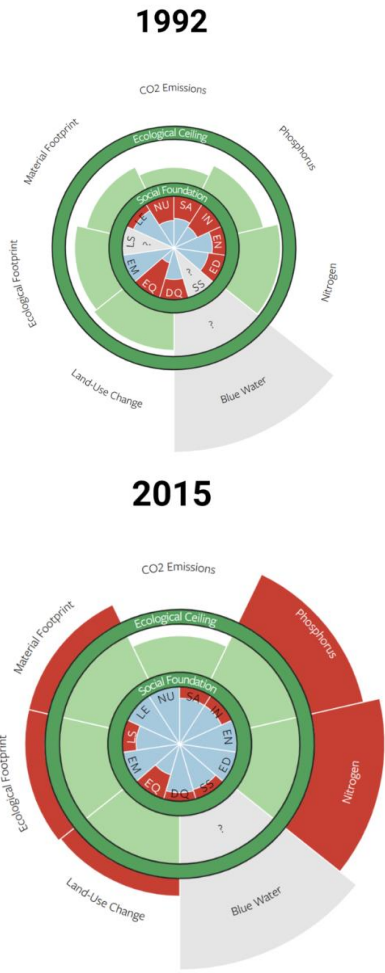 1992
CO2 Emissions
Ecological Ceiling
Material Footprint
Phosphorus
Social Foundation
LE
NU
SA
IN
LS
?
EN
Ecological Footprint
EM
?
ED
Nitrogen
EQ
DQ
SS
?
Land-Use Change
Blue Water
2015
CO2 Emissions
Ecological Ceiling
Material Footprint
Phosphorus
Social Foundation
LE
NU
SA
IN
LS
EN
Ecological Footprint
EM
ED
Nitrogen
EQ
DQ
SS
?
Land-Use Change
Blue Water